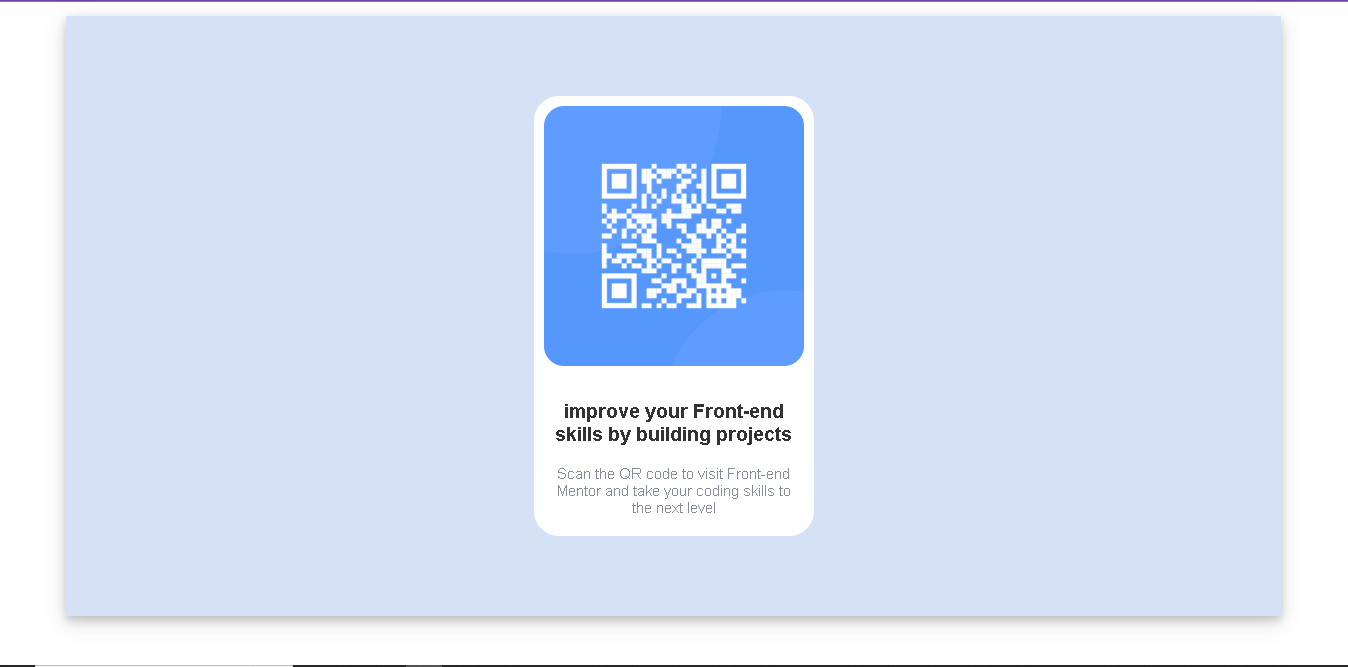 improve your Front-end
skills by building projects
Scan the QR code to visit Front-end
Mentor and take your coding skills to
the next level